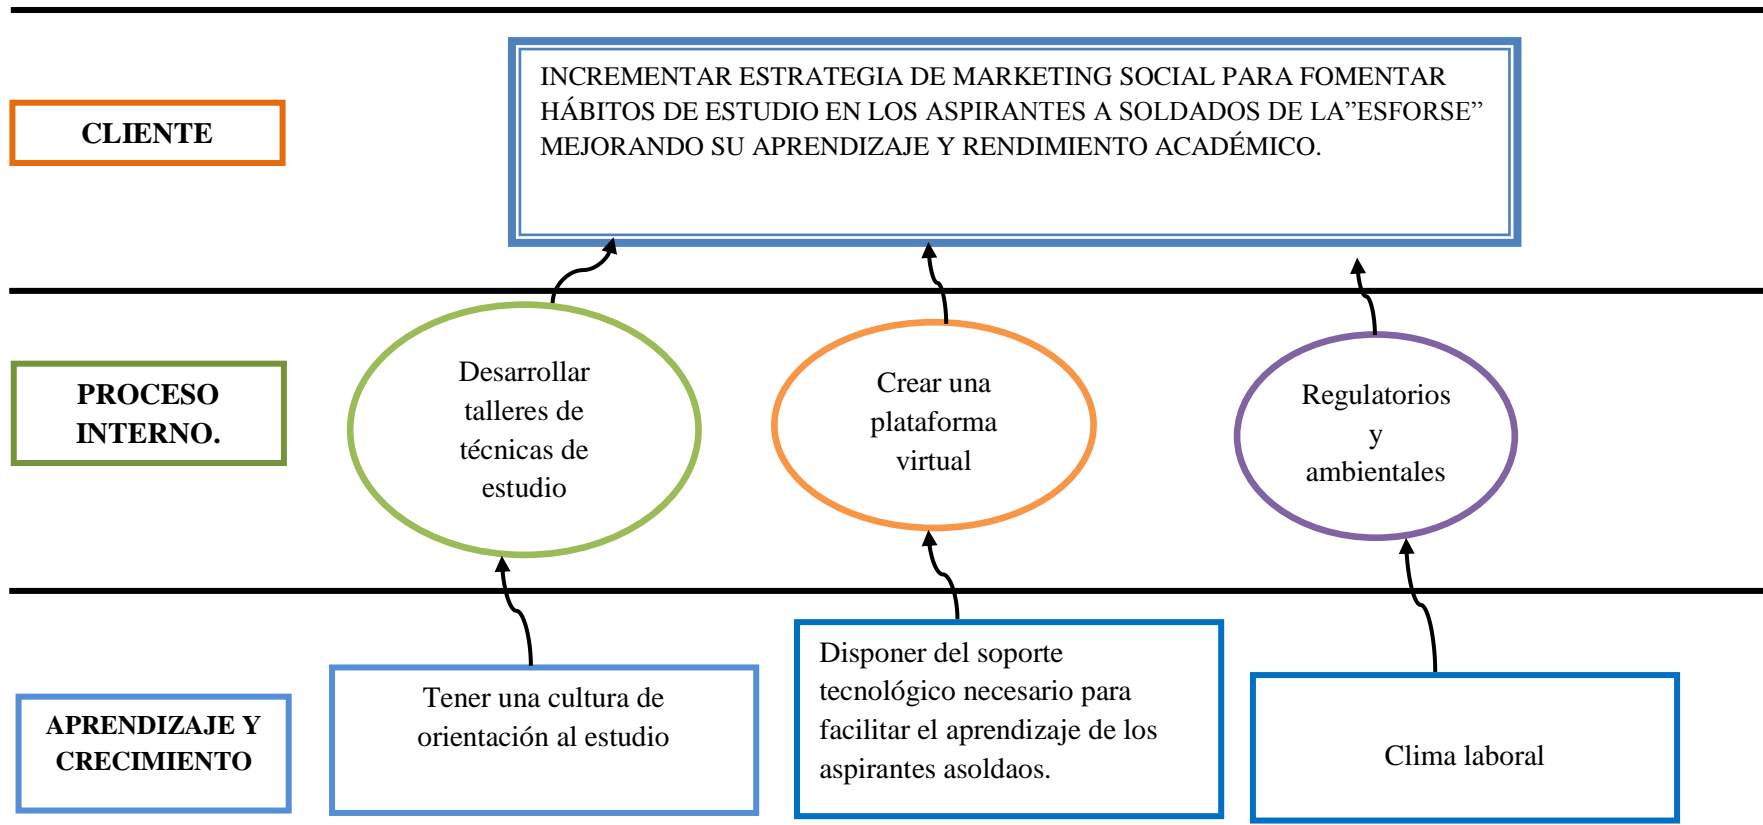 CLIENTE
INCREMENTAR ESTRATEGIA DE MARKETING SOCIAL PARA FOMENTAR
HÁBITOS DE ESTUDIO EN LOS ASPIRANTES A SOLDADOS DE LA”ESFORSE”
MEJORANDO SU APRENDIZAJE Y RENDIMIENTO ACADÉMICO.
PROCESO
INTERNO.
Desarrollar
talleres de
técnicas de
estudio
Crear una
plataforma
virtual
Regulatorios
y
ambientales
APRENDIZAJE Y
CRECIMIENTO
Tener una cultura de
orientación al estudio
Disponer del soporte
tecnológico necesario para
facilitar el aprendizaje de los
aspirantes asoldaos.
Clima laboral